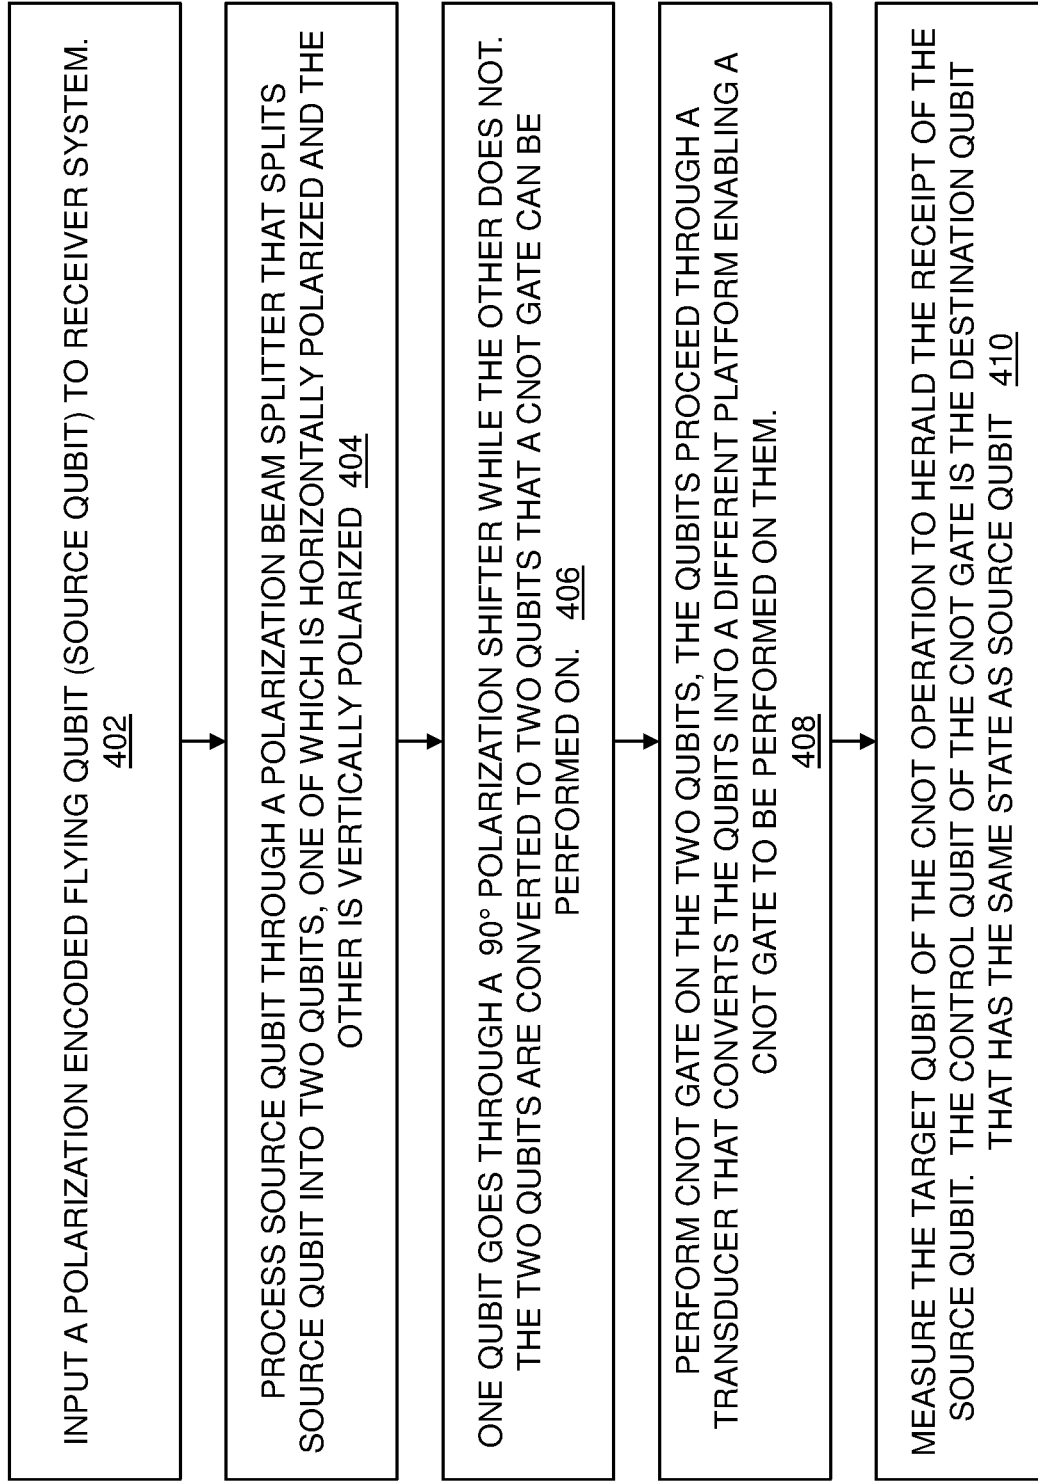 INPUT A POLARIZATION ENCODED FLYING QUBIT (SOURCE QUBIT) TO RECEIVER SYSTEM.
402
PROCESS SOURCE QUBIT THROUGH A POLARIZATION BEAM SPLITTER THAT SPLITS
SOURCE QUBIT INTO TWO QUBITS, ONE OF WHICH IS HORIZONTALLY POLARIZED AND THE
OTHER IS VERTICALLY POLARIZED 404
ONE QUBIT GOES THROUGH A 90° POLARIZATION SHIFTER WHILE THE OTHER DOES NOT.
THE TWO QUBITS ARE CONVERTED TO TWO QUBITS THAT A CNOT GATE CAN BE
PERFORMED ON. 406
PERFORM CNOT GATE ON THE TWO QUBITS, THE QUBITS PROCEED THROUGH A
TRANSDUCER THAT CONVERTS THE QUBITS INTO A DIFFERENT PLATFORM ENABLING A
CNOT GATE TO BE PERFORMED ON THEM.
408
MEASURE THE TARGET QUBIT OF THE CNOT OPERATION TO HERALD THE RECEIPT OF THE
SOURCE QUBIT. THE CONTROL QUBIT OF THE CNOT GATE IS THE DESTINATION QUBIT
THAT HAS THE SAME STATE AS SOURCE QUBIT 410